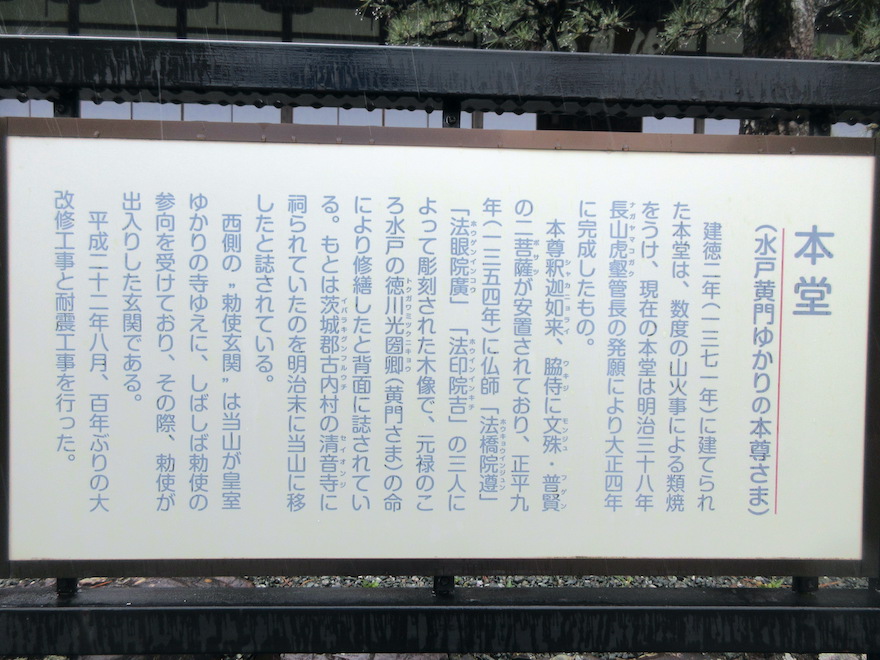 本堂
(水戸黄門ゆかりの本尊さま)
建徳二年(一三七一年)に建てられ
た本堂は、数度の山火事による類焼
をうけ、現在の本堂は明治三十八年
長山虎壑管長の発願により大正四年
に完成したもの。
本尊釈迦如来、脇侍に文殊・普賢
の二菩薩が安置されており、正平九
年(一三五四年)に仏師「法橋院遵」
「法眼院廣」「法印院吉」の三人に
よって彫刻された木像で、元禄のこ
ろ水戸の徳川光圀卿(黄門さま)の命
により修繕したと背面に誌されてい
る。もとは茨城郡古内村の清音寺に
祠られていたのを明治末に当山に移
したと誌されている。
西側の〝勅使玄関〟は当山が皇室
ゆかりの寺ゆえに、しばしば勅使の
参向を受けており、その際、勅使が
出入りした玄関である。
平成二十二年八月、百年ぶりの大
改修工事と耐震工事を行った。